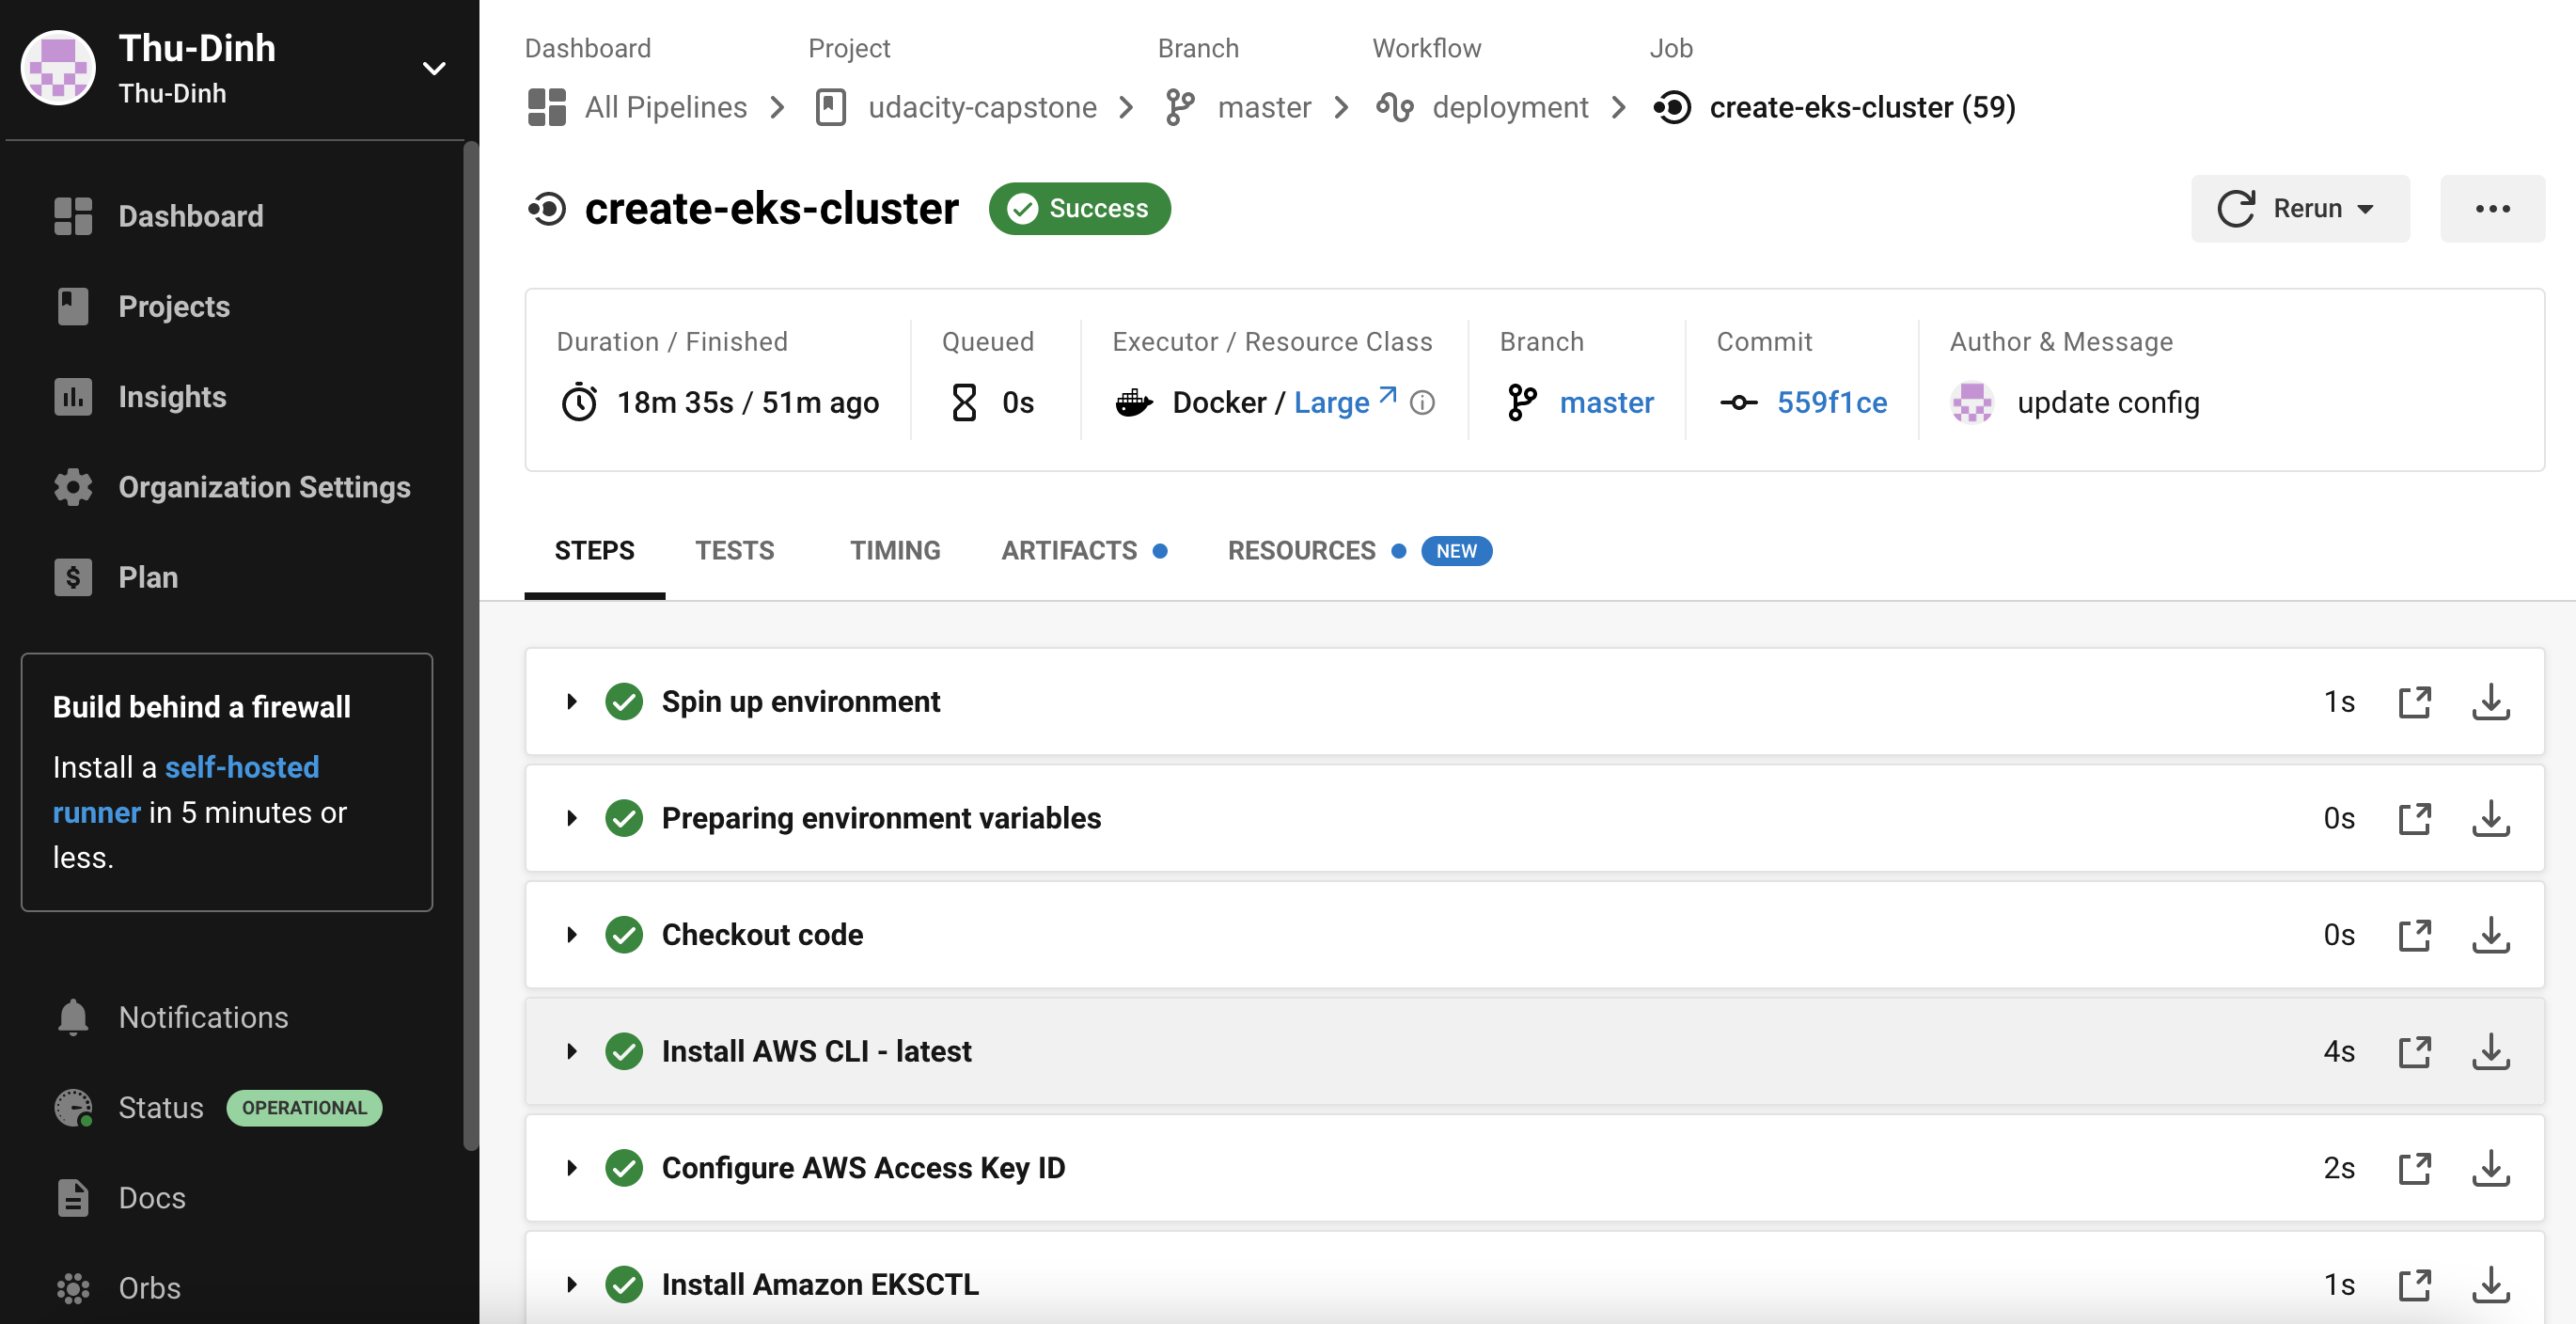 Thu-Dinh
Thu-Dinh
Dashboard
Projects
Insights
Organization Settings
$ Plan
Build behind a firewall
Install a self-hosted
runner in 5 minutes or
less.
Notifications
Status OPERATIONAL
Docs
Orbs
Dashboard Project Branch Workflow Job
All Pipelines udacity-capstone master deployment create-eks-cluster (59)
create-eks-cluster Success Rerun
Duration / Finished Queued Executor / Resource Class Branch Commit Author & Message
18m 35s / 51m ago 0s Docker / Large master 559f1ce update config
STEPS TESTS TIMING ARTIFACTS RESOURCES NEW
Spin up environment 1s
Preparing environment variables 0s
Checkout code 0s
Install AWS CLI - latest 4s
Configure AWS Access Key ID 2s
Install Amazon EKSCTL 1s